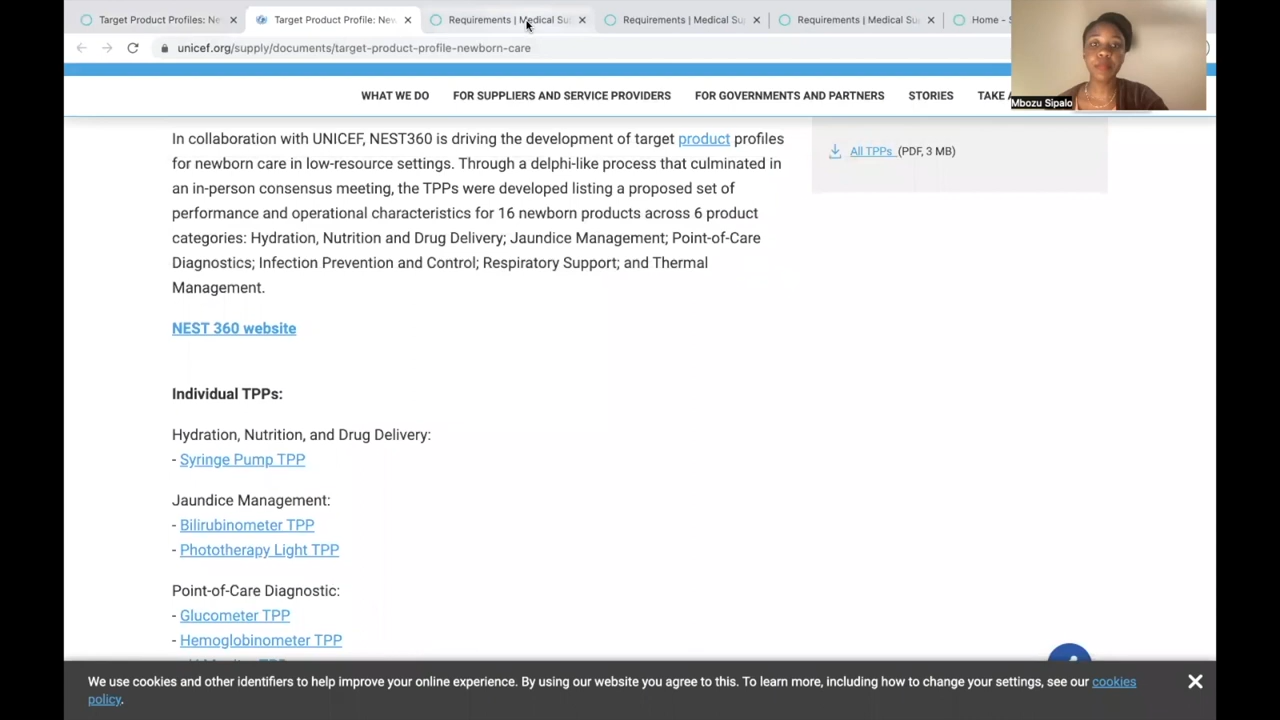 Target Product Profiles: Ne
Target Product Profile: New
Requirements | Medical Su
Requirements | Medical Su
Requirements | Medical Su
Home - S
unicef.org/supply/documents/target-product-profile-newborn-care
Mbozu Sipalo
WHAT WE DO FOR SUPPLIERS AND SERVICE PROVIDERS FOR GOVERNMENTS AND PARTNERS STORIES TAKE A
In collaboration with UNICEF, NEST360 is driving the development of target product profiles
for newborn care in low-resource settings. Through a delphi-like process that culminated in
an in-person consensus meeting, the TPPs were developed listing a proposed set of
performance and operational characteristics for 16 newborn products across 6 product
categories: Hydration, Nutrition and Drug Delivery; Jaundice Management; Point-of-Care
Diagnostics; Infection Prevention and Control; Respiratory Support; and Thermal
Management.
All TPPs (PDF, 3 MB)
NEST 360 website
Individual TPPs:
Hydration, Nutrition, and Drug Delivery:
- Syringe Pump TPP
Jaundice Management:
- Bilirubinometer TPP
- Phototherapy Light TPP
Point-of-Care Diagnostic:
- Glucometer TPP
- Hemoglobinometer TPP
We use cookies and other identifiers to help improve your online experience. By using our website you agree to this. To learn more, including how to change your settings, see our cookies
policy.